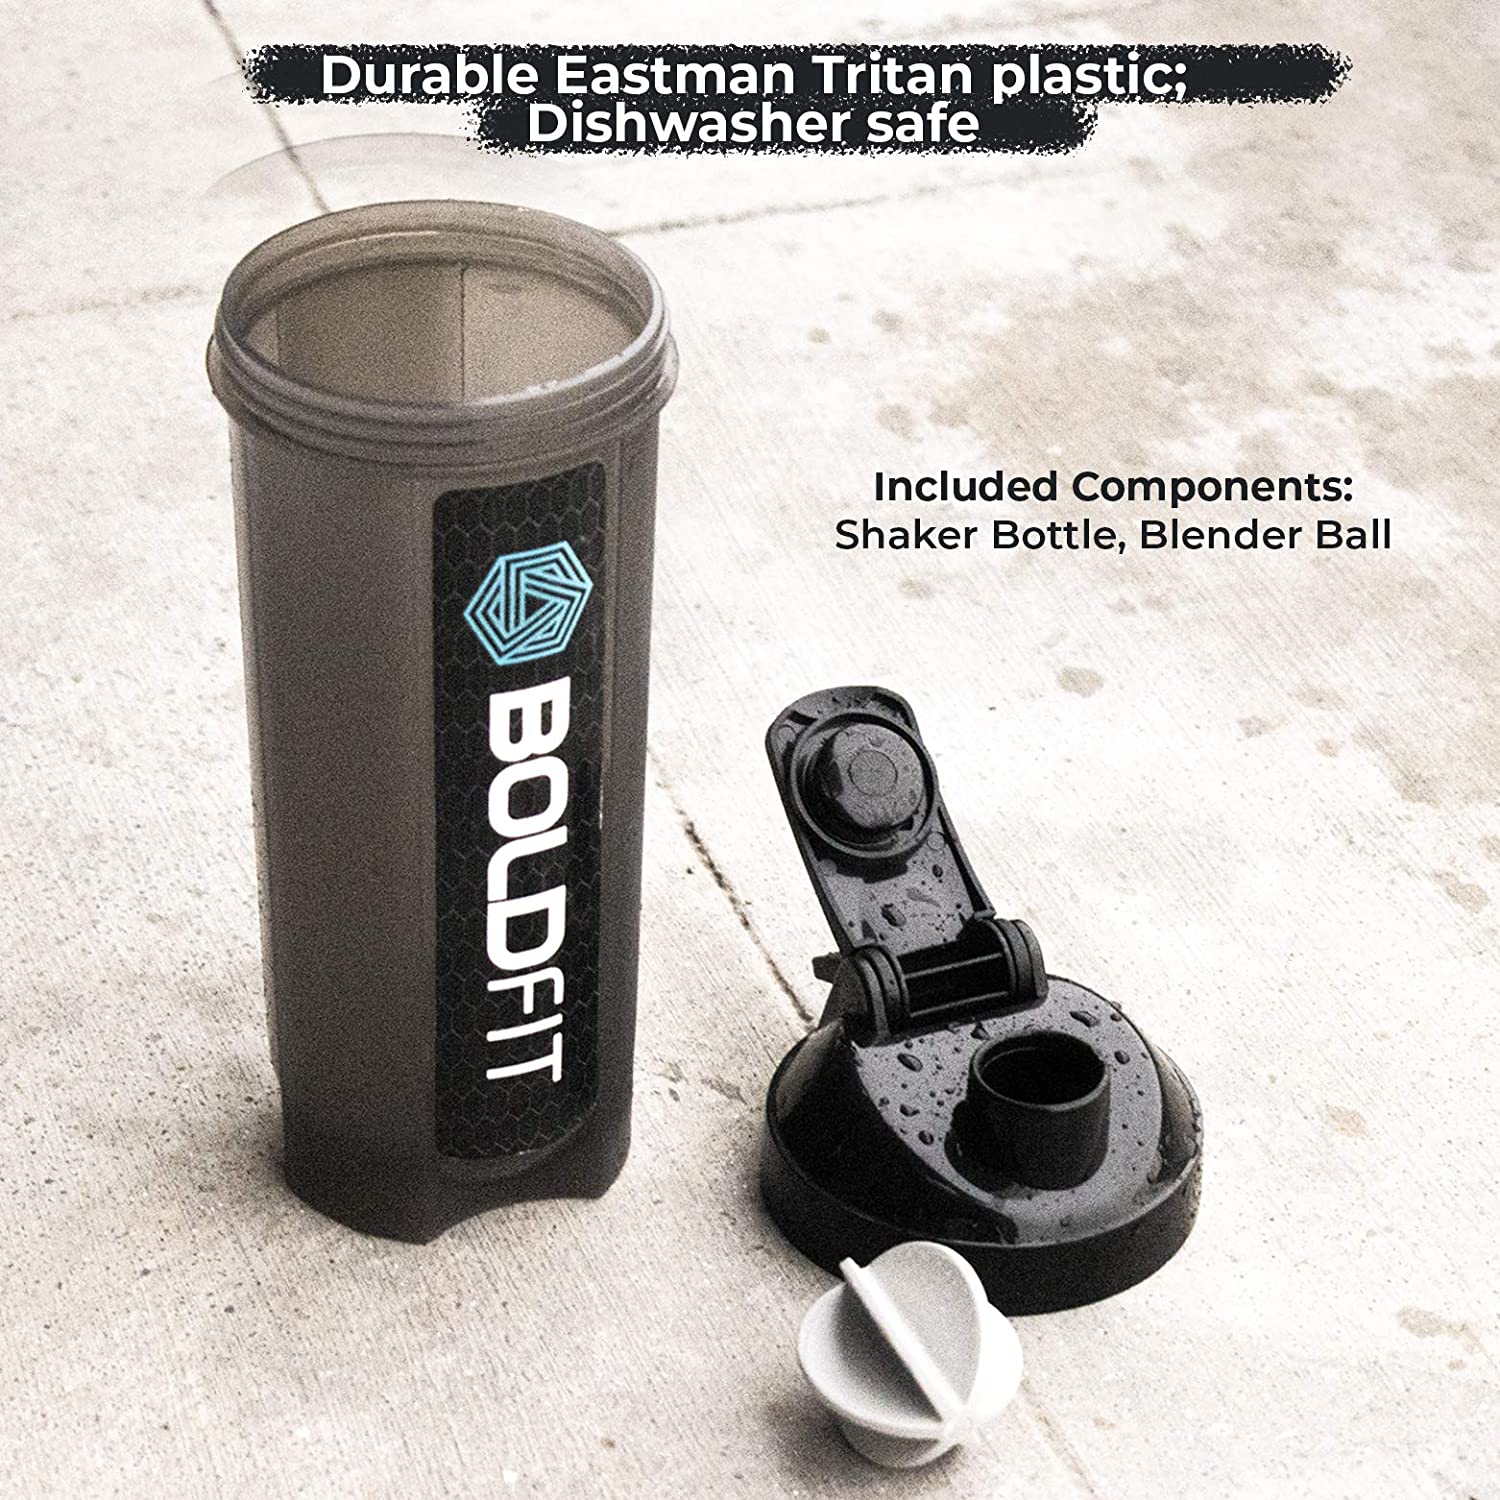 Durable Eastman Tritan plastic;
Dishwasher safe
Included Components:
Shaker Bottle, Blender Ball
BOLDFIT